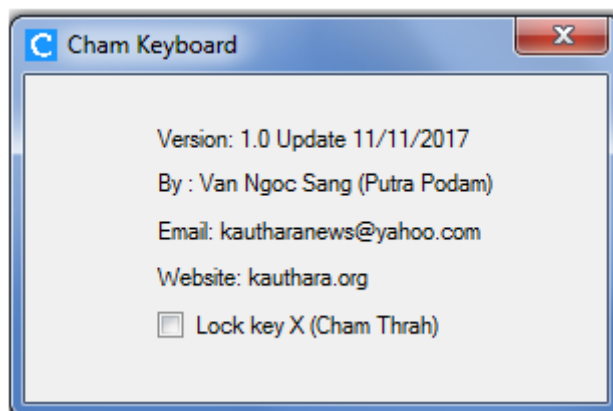 C Cham Keyboard
Version: 1.0 Update 11/11/2017
By : Van Ngoc Sang (Putra Podam)
Email: kautharanews@yahoo.com
Website: kauthara.org
Lock key X (Cham Thrah)